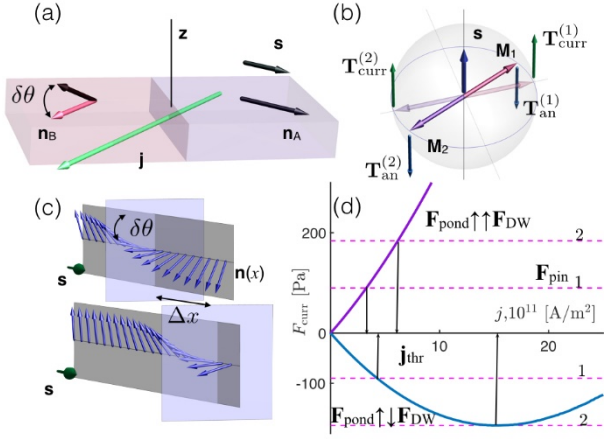 (a)
z
s
δθ
n_B
j
n_A
(b)
s
M_1
T_curr^(1)
T_curr^(2)
T_an^(1)
M_2
T_an^(2)
(c)
δθ
n(x)
s
Δx
s
(d)
F_pond↑↑F_DW
2
200
F_pin
1
F_curr [Pa]
j,10^11 [A/m^2]
0
0
10
20
j_thr
-100
1
F_pond↑↓F_DW
2